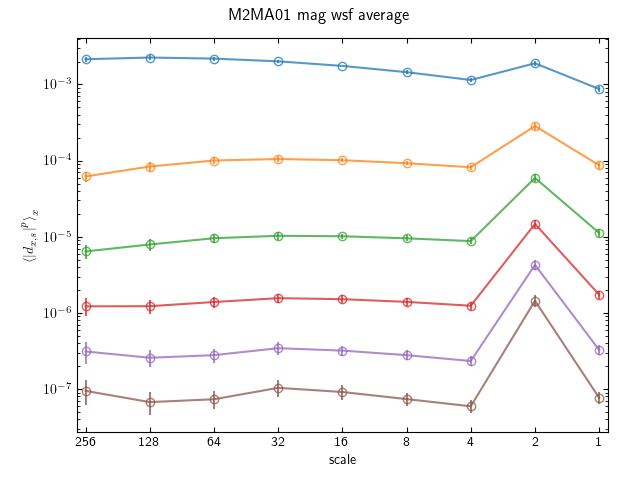 M2MA01 mag wsf average
⟨|d_{x,s}|^p⟩_x
10^{-3}
10^{-4}
10^{-5}
10^{-6}
10^{-7}
256 128 64 32 16 8 4 2 1
scale